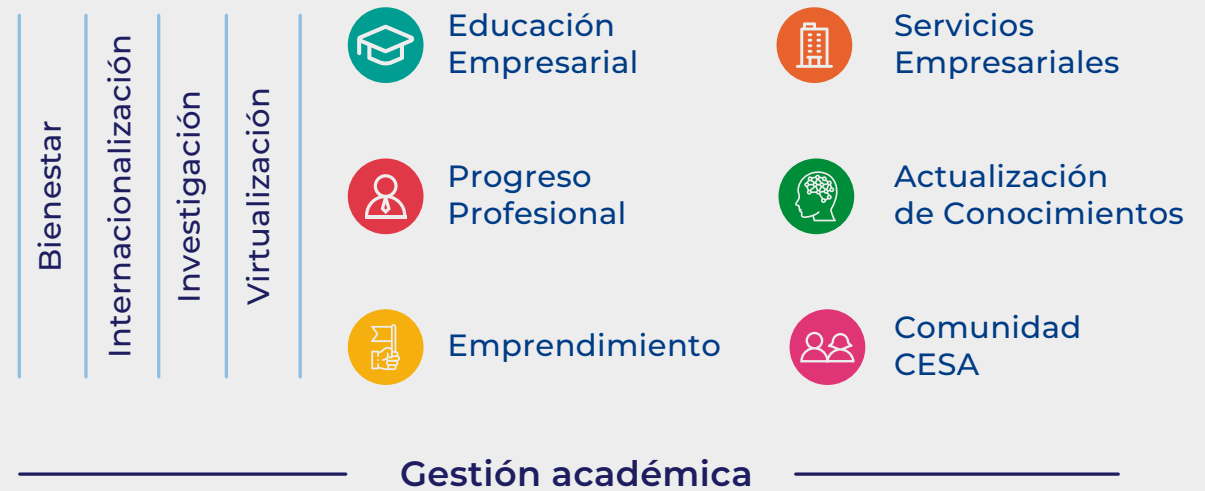 Bienestar
Internacionalización
Investigación
Virtualización
Educación
Empresarial
Servicios
Empresariales
Progreso
Profesional
Actualización
de Conocimientos
Emprendimiento
Comunidad
CESA
Gestión académica